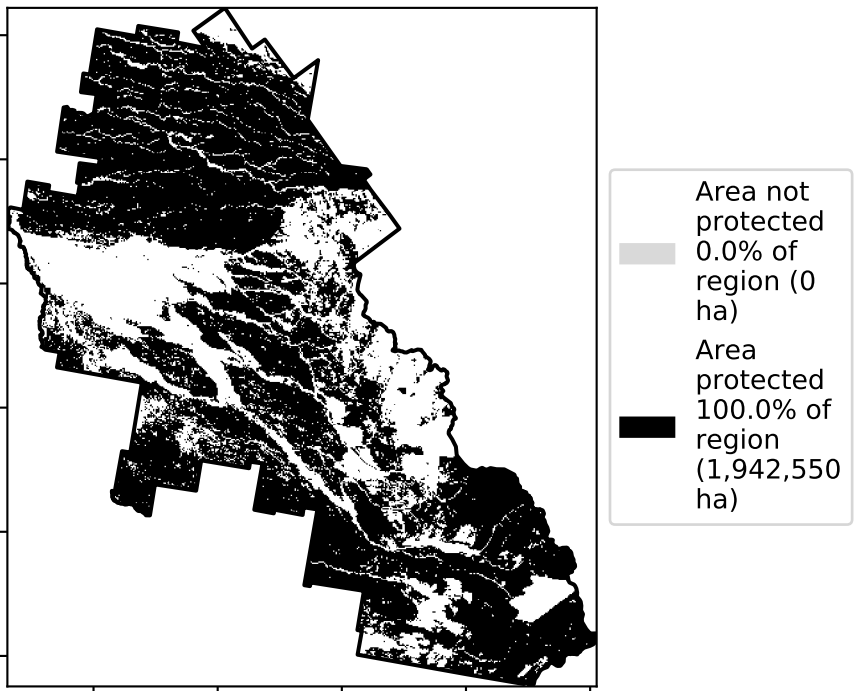 Area not
protected
0.0% of
region (0
ha)
Area
protected
100.0% of
region
(1,942,550
ha)